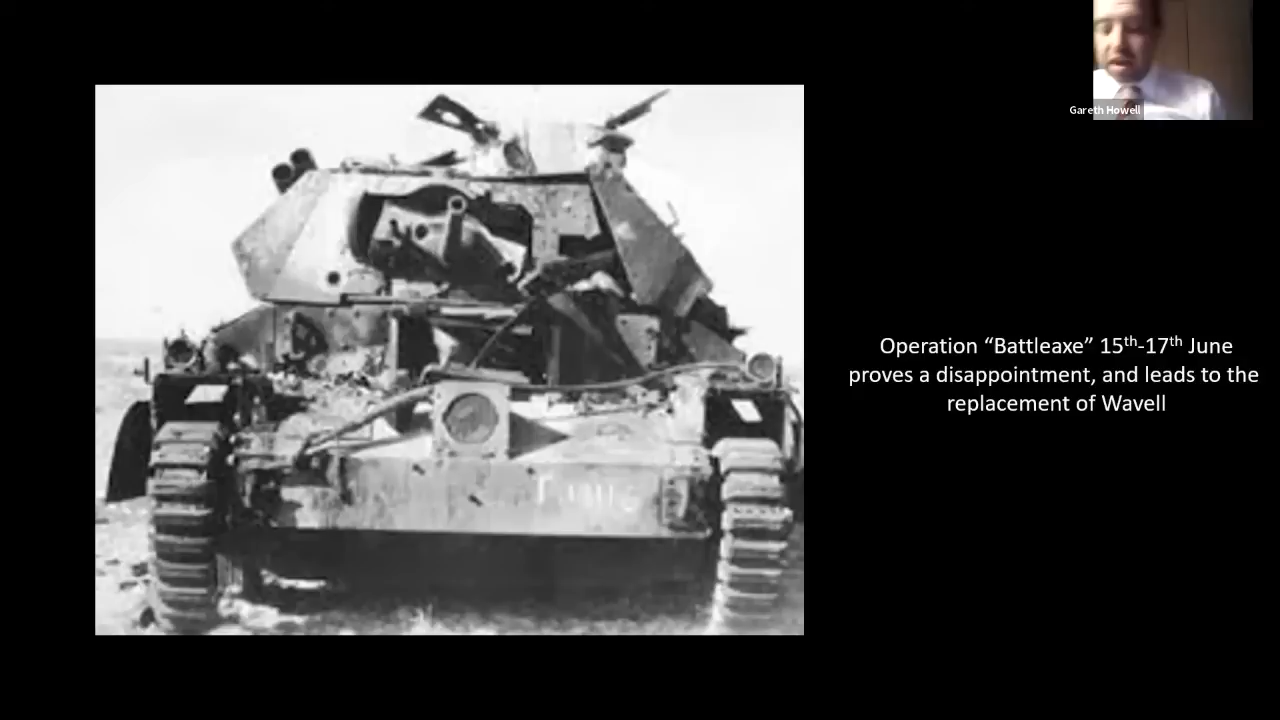 Gareth Howell
Operation “Battleaxe” 15th-17th June
proves a disappointment, and leads to the
replacement of Wavell